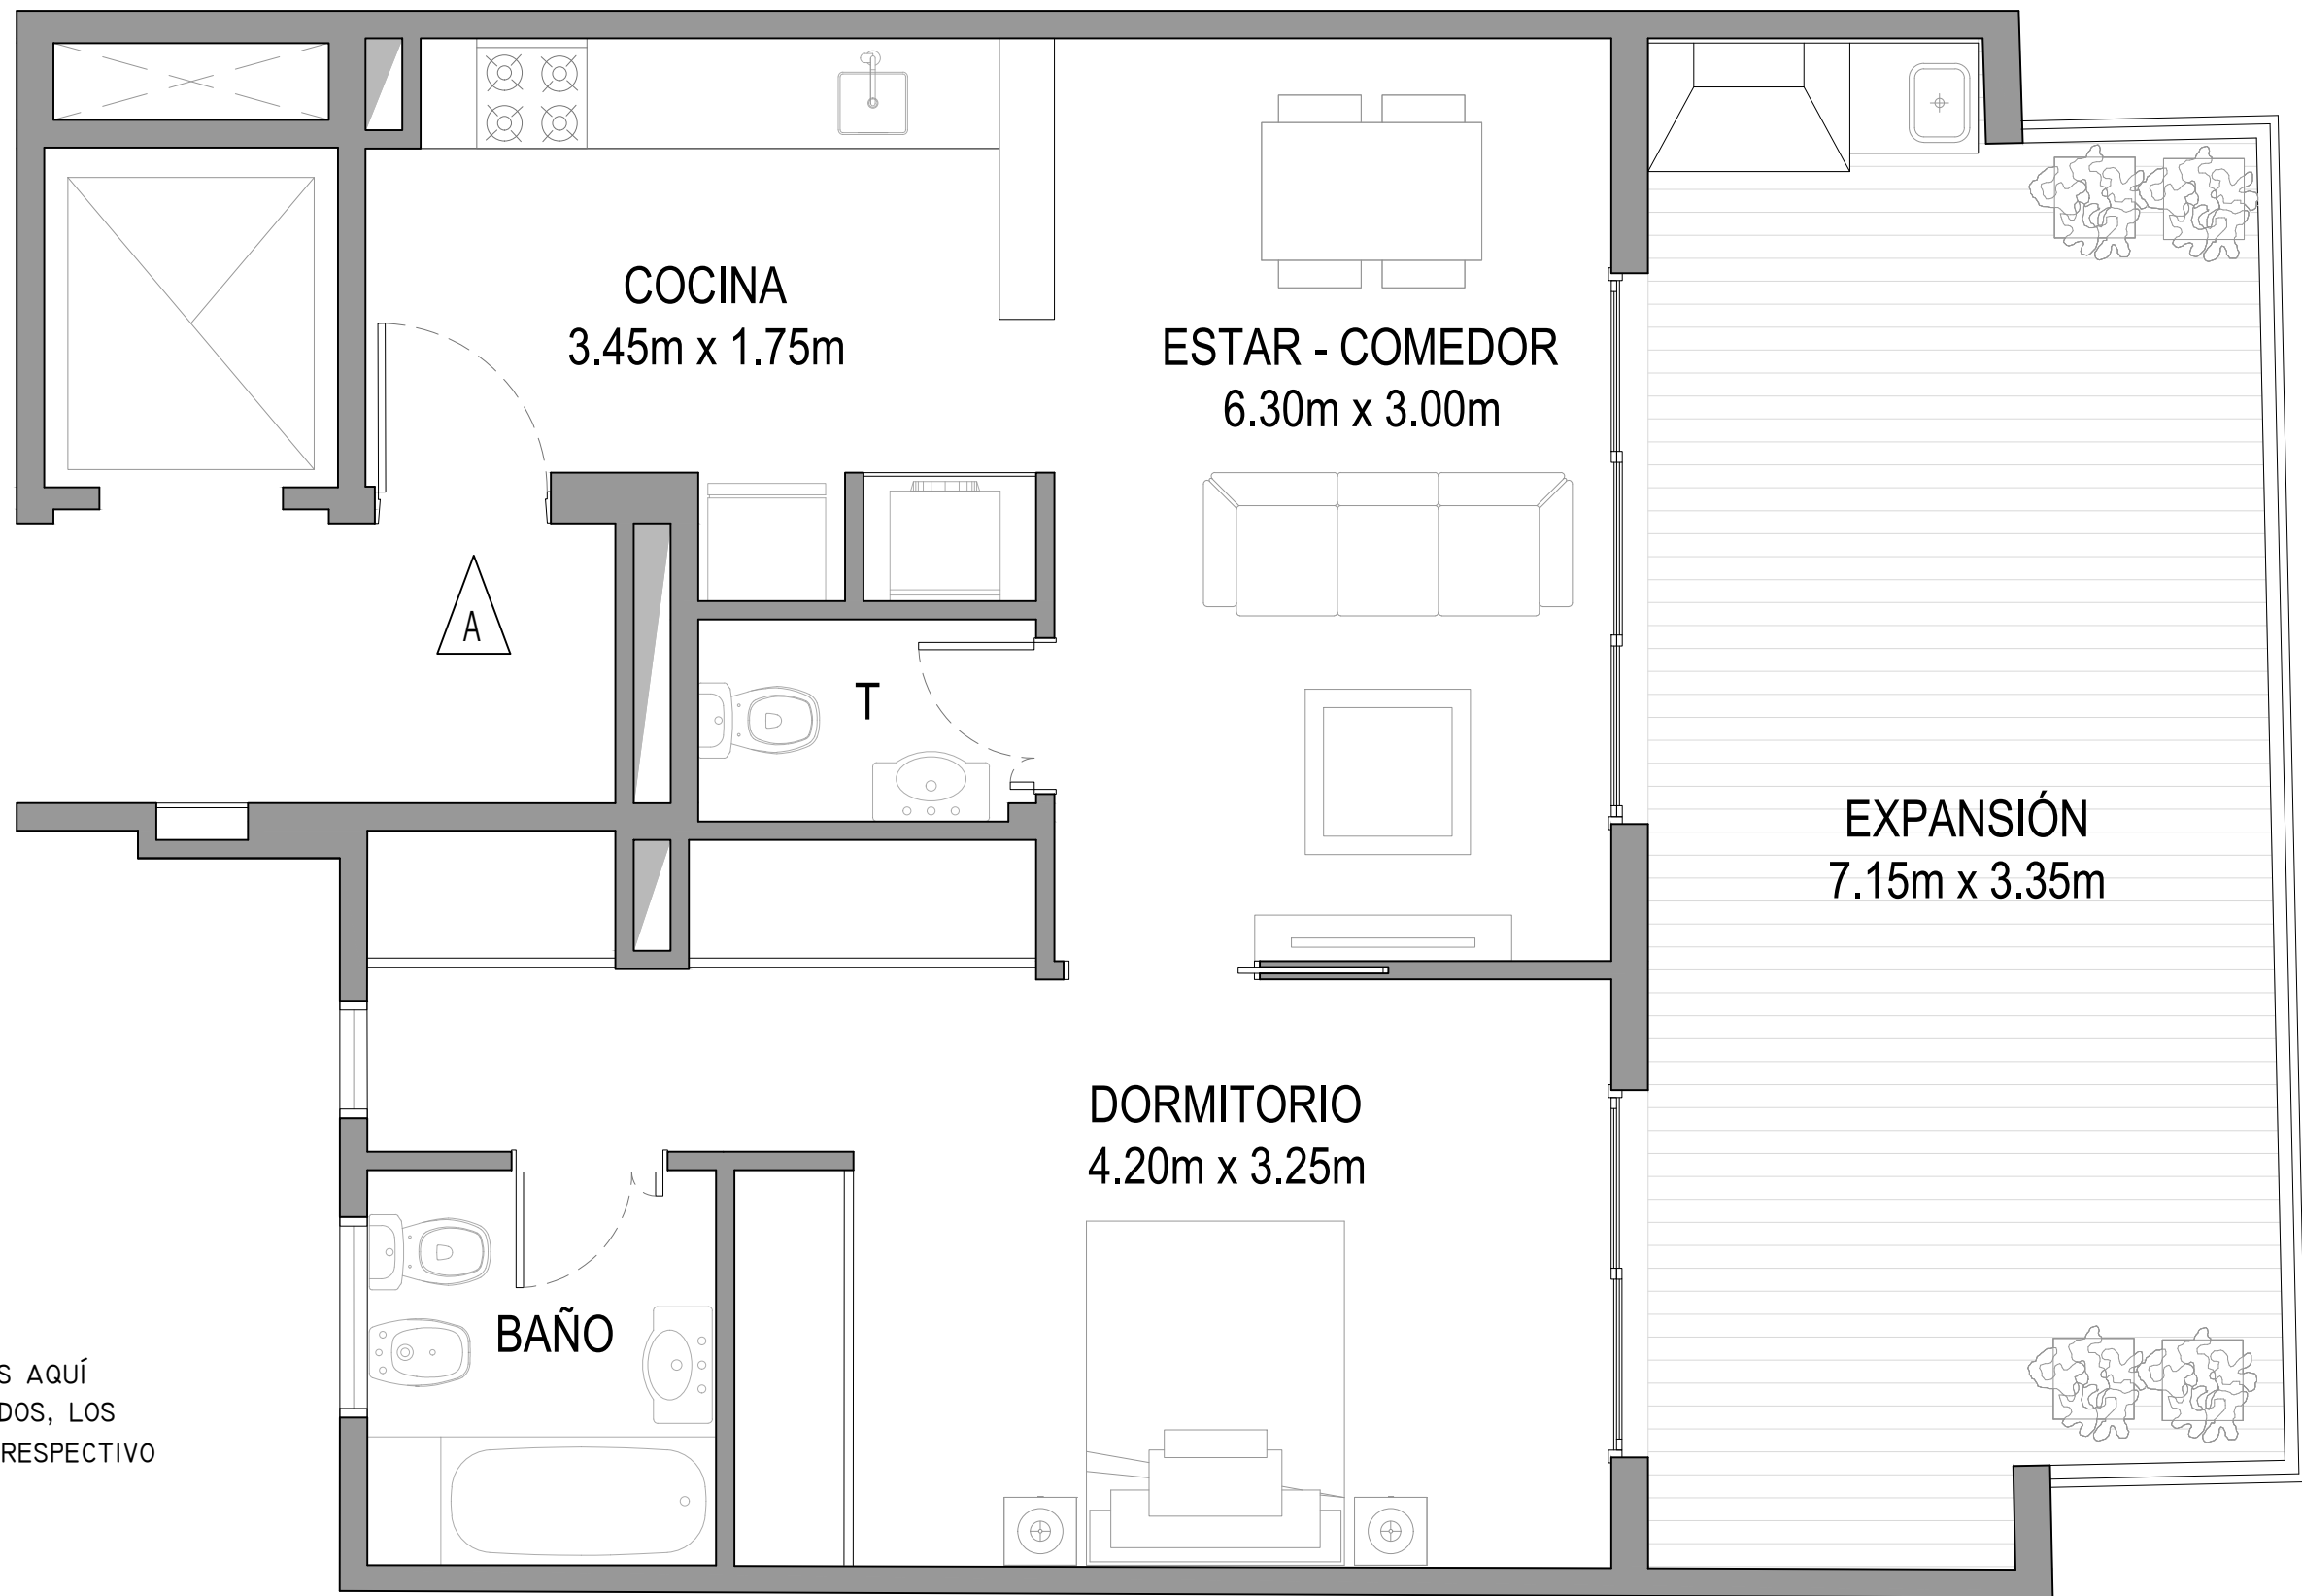 COCINA
3.45m x 1.75m
ESTAR - COMEDOR
6.30m x 3.00m
A
T
EXPANSIÓN
7.15m x 3.35m
DORMITORIO
4.20m x 3.25m
BAÑO
AQUÍ
LOS
RESPECTIVO